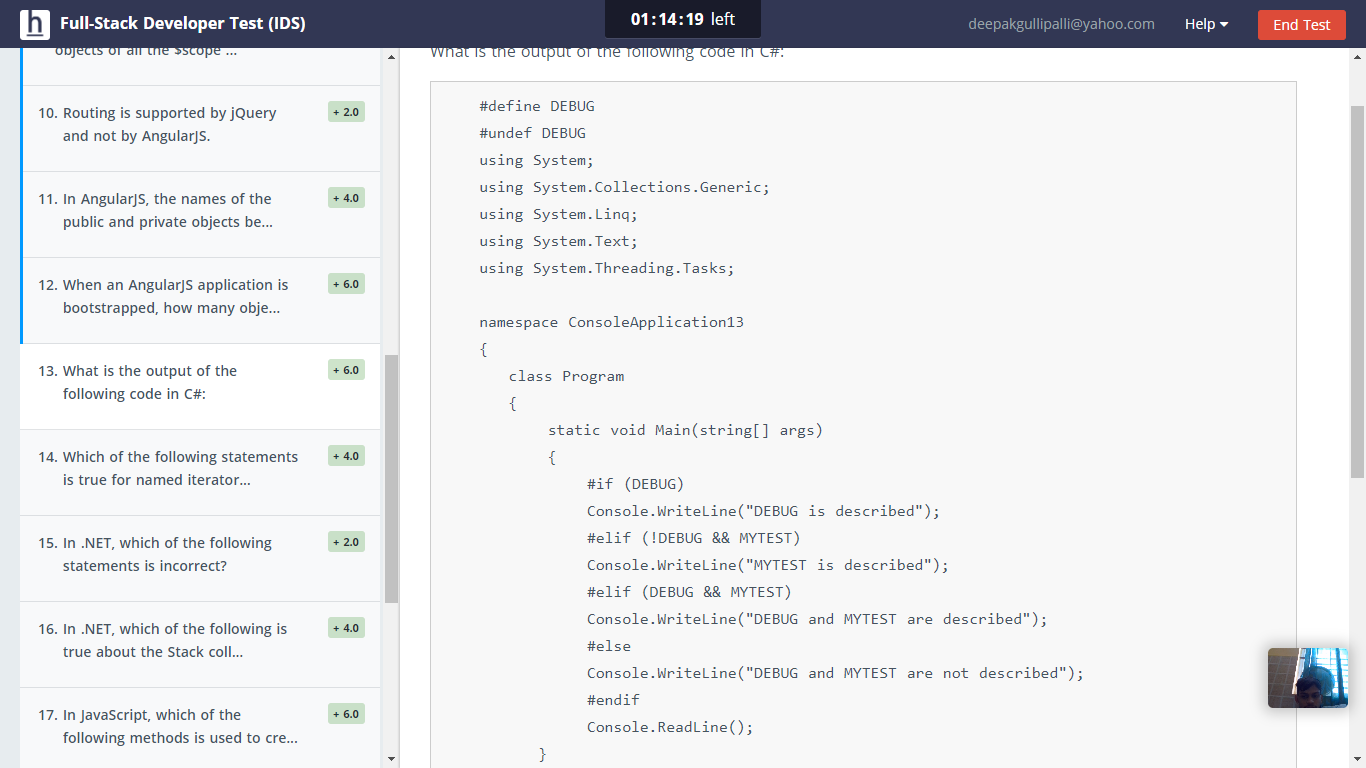 h Full-Stack Developer Test (IDS)
01:14:19 left
deepakgullipalli@yahoo.com
Help
End Test
objects of all the $scope ...
10. Routing is supported by jQuery
and not by AngularJS.
+ 2.0
11. In AngularJS, the names of the
public and private objects be...
+ 4.0
12. When an AngularJS application is
bootstrapped, how many obje...
+ 6.0
13. What is the output of the
following code in C#:
+ 6.0
14. Which of the following statements
is true for named iterator...
+ 4.0
15. In .NET, which of the following
statements is incorrect?
+ 2.0
16. In .NET, which of the following is
true about the Stack coll...
+ 4.0
17. In JavaScript, which of the
following methods is used to cre...
+ 6.0
What is the output of the following code in C#:
#define DEBUG
#undef DEBUG
using System;
using System.Collections.Generic;
using System.Linq;
using System.Text;
using System.Threading.Tasks;
namespace ConsoleApplication13
{
class Program
{
static void Main(string[] args)
{
#if (DEBUG)
Console.WriteLine("DEBUG is described");
#elif (!DEBUG && MYTEST)
Console.WriteLine("MYTEST is described");
#elif (DEBUG && MYTEST)
Console.WriteLine("DEBUG and MYTEST are described");
#else
Console.WriteLine("DEBUG and MYTEST are not described");
#endif
Console.ReadLine();
}